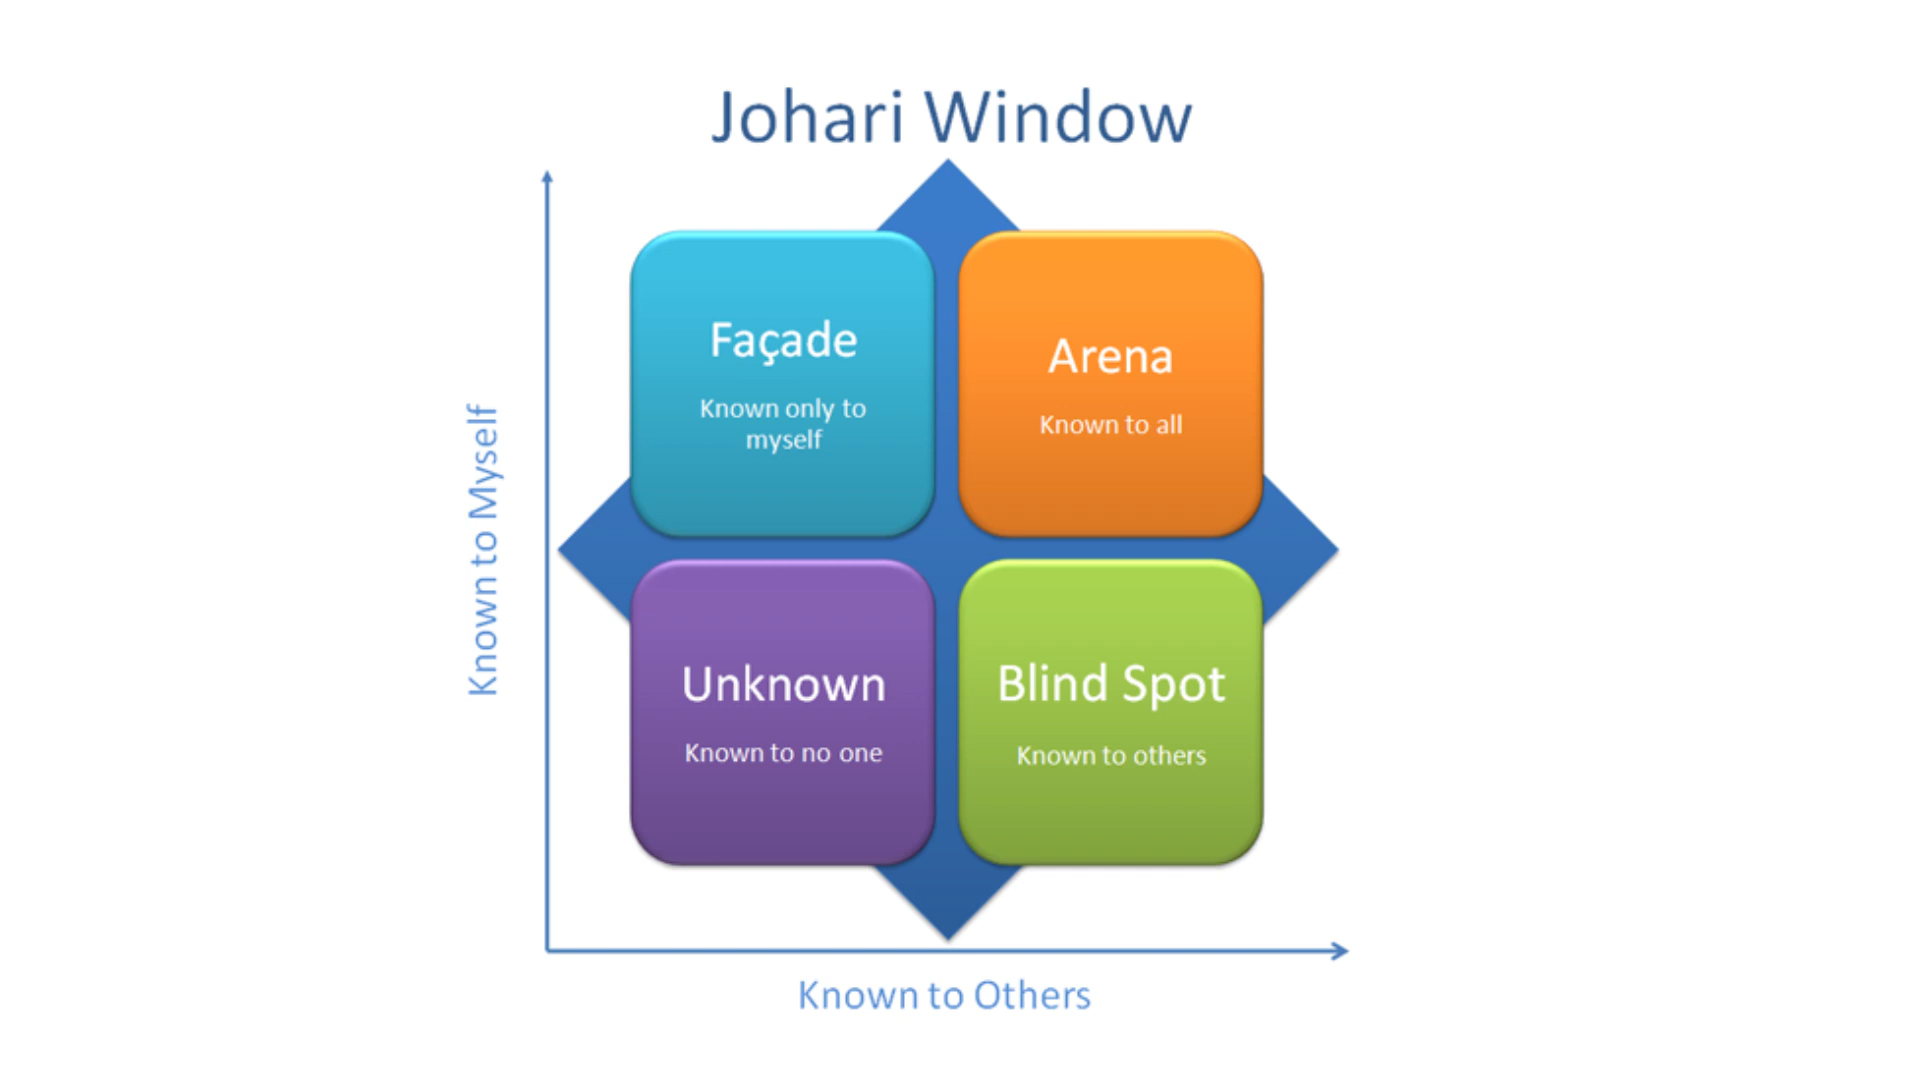 Johari Window
Known to Myself
Façade
Known only to
myself
Arena
Known to all
Unknown
Known to no one
Blind Spot
Known to others
Known to Others